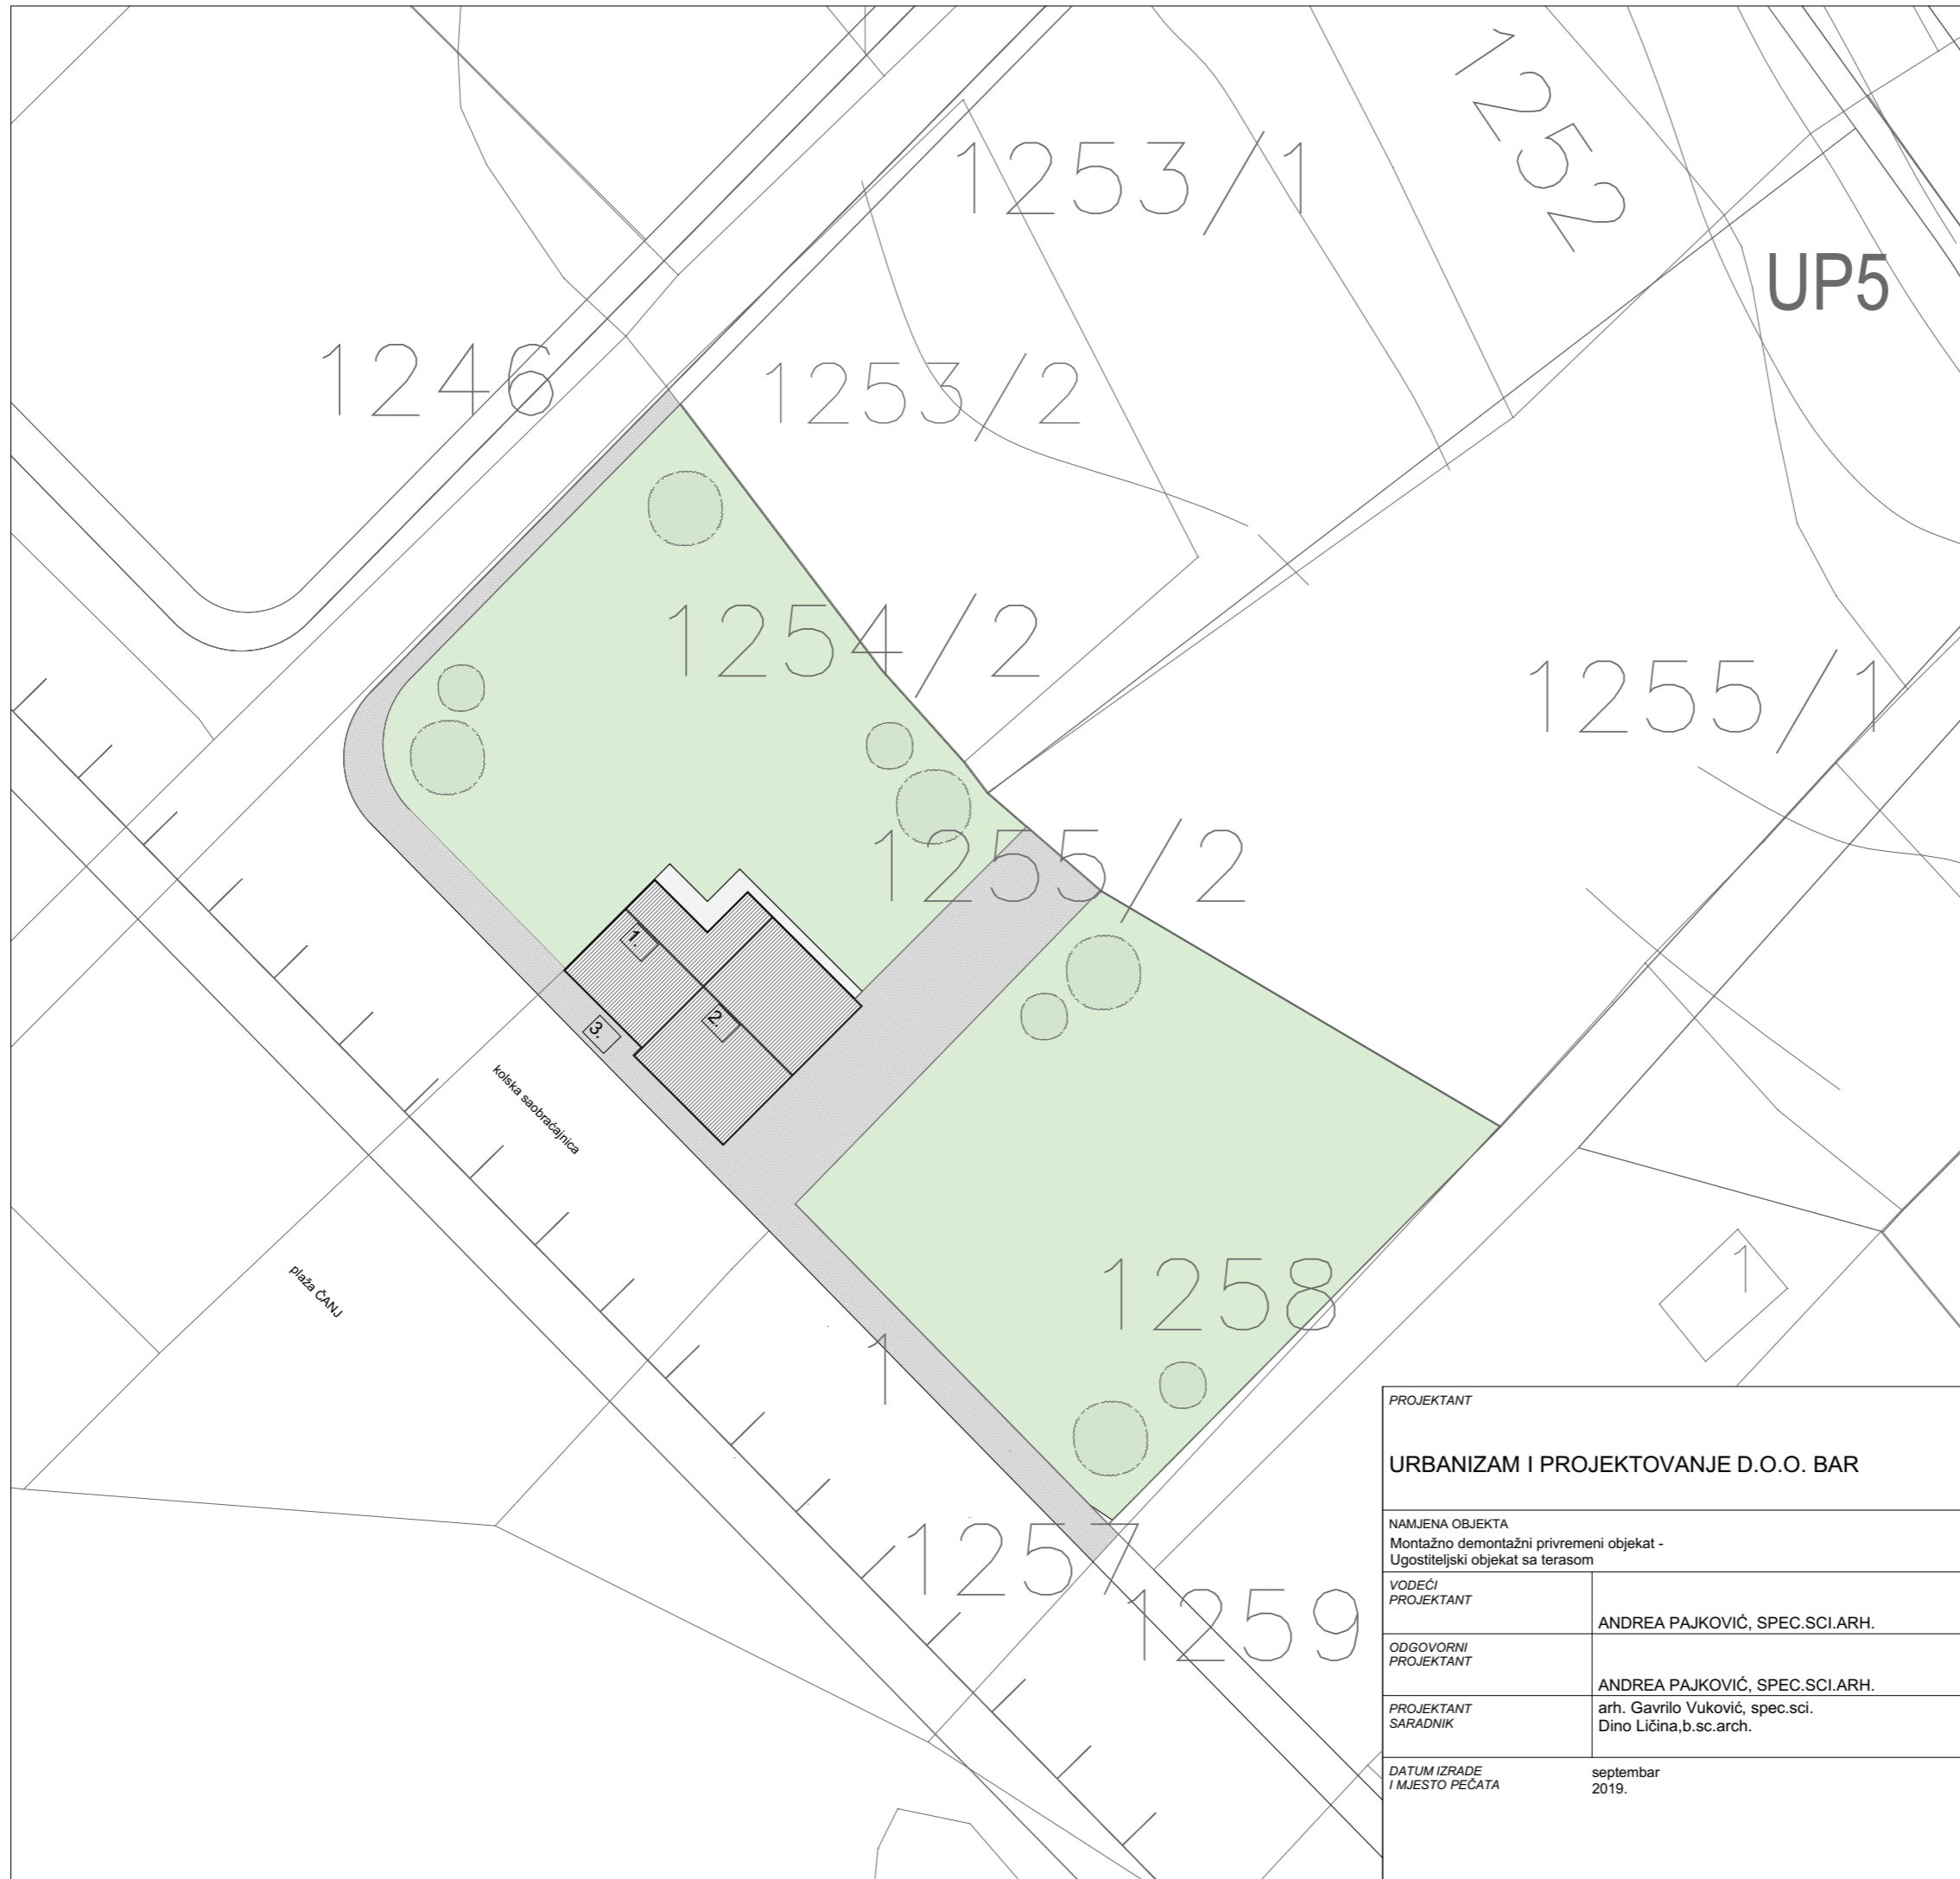 1252
1253/1
UP5
1246
1253/2
1254/2
1255/1
1255/2
1.
2.
3.
kolska saobraćajnica
plaža ČANJ
1258
1
1
1257
1259
PROJEKTANT
URBANIZAM I PROJEKTOVANJE D.O.O. BAR
NAMJENA OBJEKTA
Montažno demontažni privremeni objekat -
Ugostiteljski objekat sa terasom
VODEĆI
PROJEKTANT
ANDREA PAJKOVIĆ, SPEC.SCI.ARH.
ODGOVORNI
PROJEKTANT
ANDREA PAJKOVIĆ, SPEC.SCI.ARH.
PROJEKTANT
SARADNIK
arh. Gavrilo Vuković, spec.sci.
Dino Ličina,b.sc.arch.
DATUM IZRADE
I MJESTO PEČATA
septembar
2019.